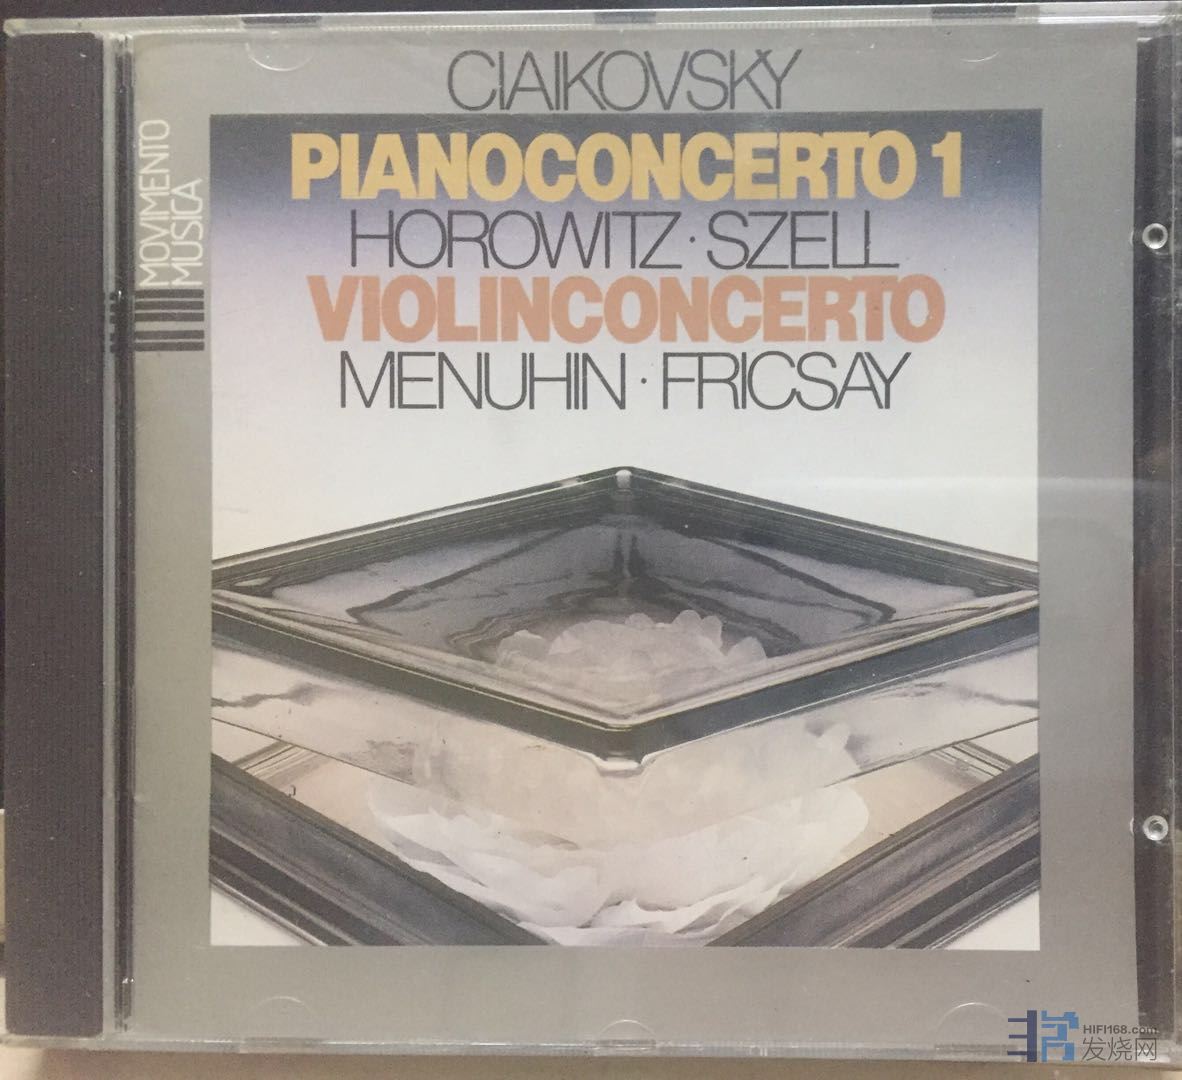 CIAIKOVSKY
PIANOCONCERTO 1
HOROWITZ · SZELL
VIOLINCONCERTO
MENUHIN · FRICSAY
MOVIMENTO
MUSICA
HIFI168.com
发烧网